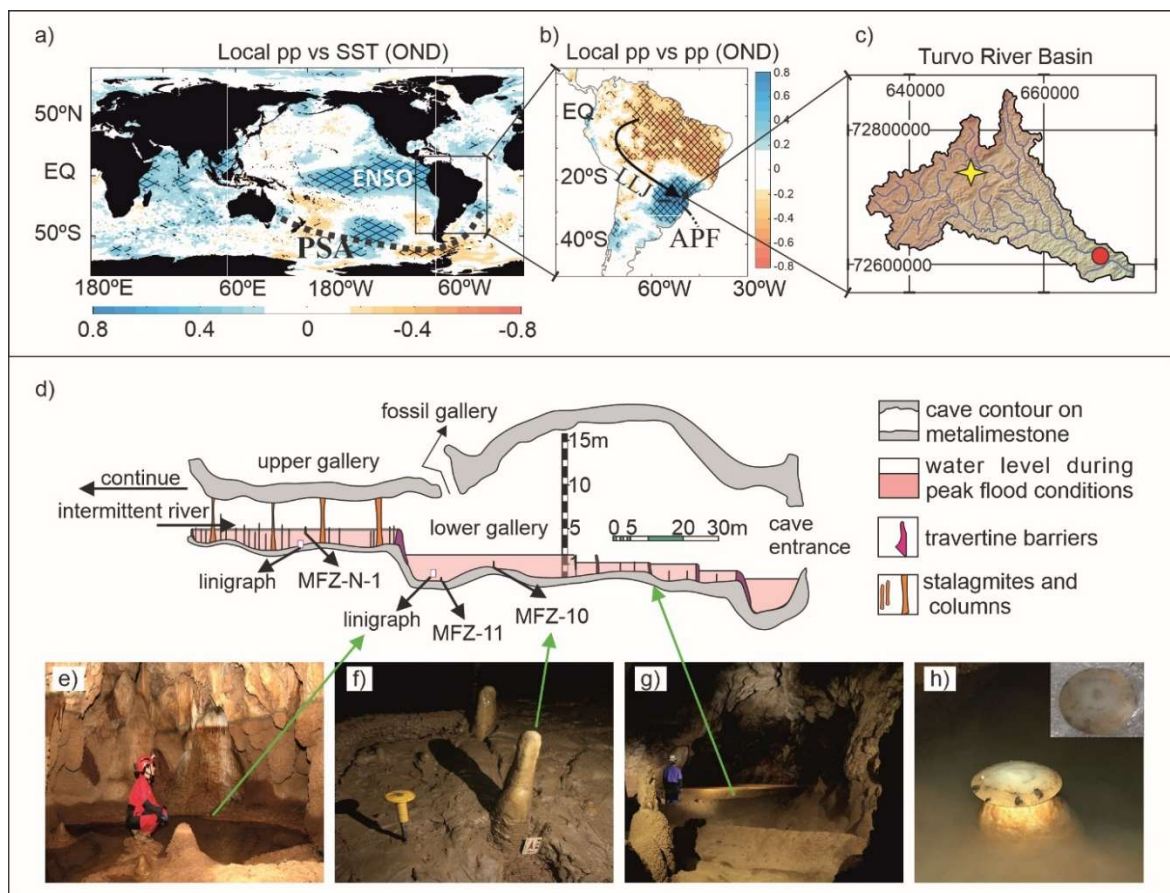 a)
Local pp vs SST (OND)
50ºN
EQ
50ºS
ENSO
PSA
180ºE 60ºE 180ºW 60ºW
0.8 0.4 0 -0.4 -0.8
b)
Local pp vs pp (OND)
EQ
20ºS
40ºS
LLJ
APF
60ºW 30ºW
0.8
0.6
0.4
0.2
0
-0.2
-0.4
-0.6
-0.8
c)
Turvo River Basin
640000 660000
72800000
72600000
d)
fossil gallery
upper gallery
continue
intermittent river
lower gallery
15m
10
5
1
0 5 20 30m
cave
entrance
linigraph
MFZ-N-1
linigraph
MFZ-11
MFZ-10
cave contour on
metalimestone
water level during
peak flood conditions
travertine barriers
stalagmites and
columns
e)
f)
g)
h)